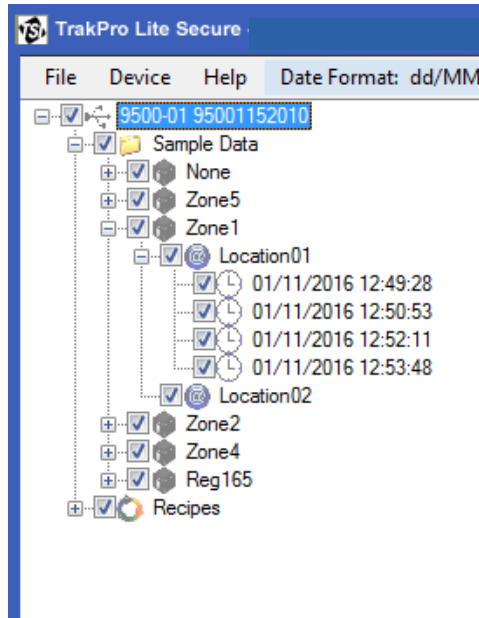 TSI TrakPro Lite Secure -
File Device Help Date Format: dd/MM
9500-01 95001152010
Sample Data
None
Zone5
Zone1
Location01
01/11/2016 12:49:28
01/11/2016 12:50:53
01/11/2016 12:52:11
01/11/2016 12:53:48
Location02
Zone2
Zone4
Reg165
Recipes